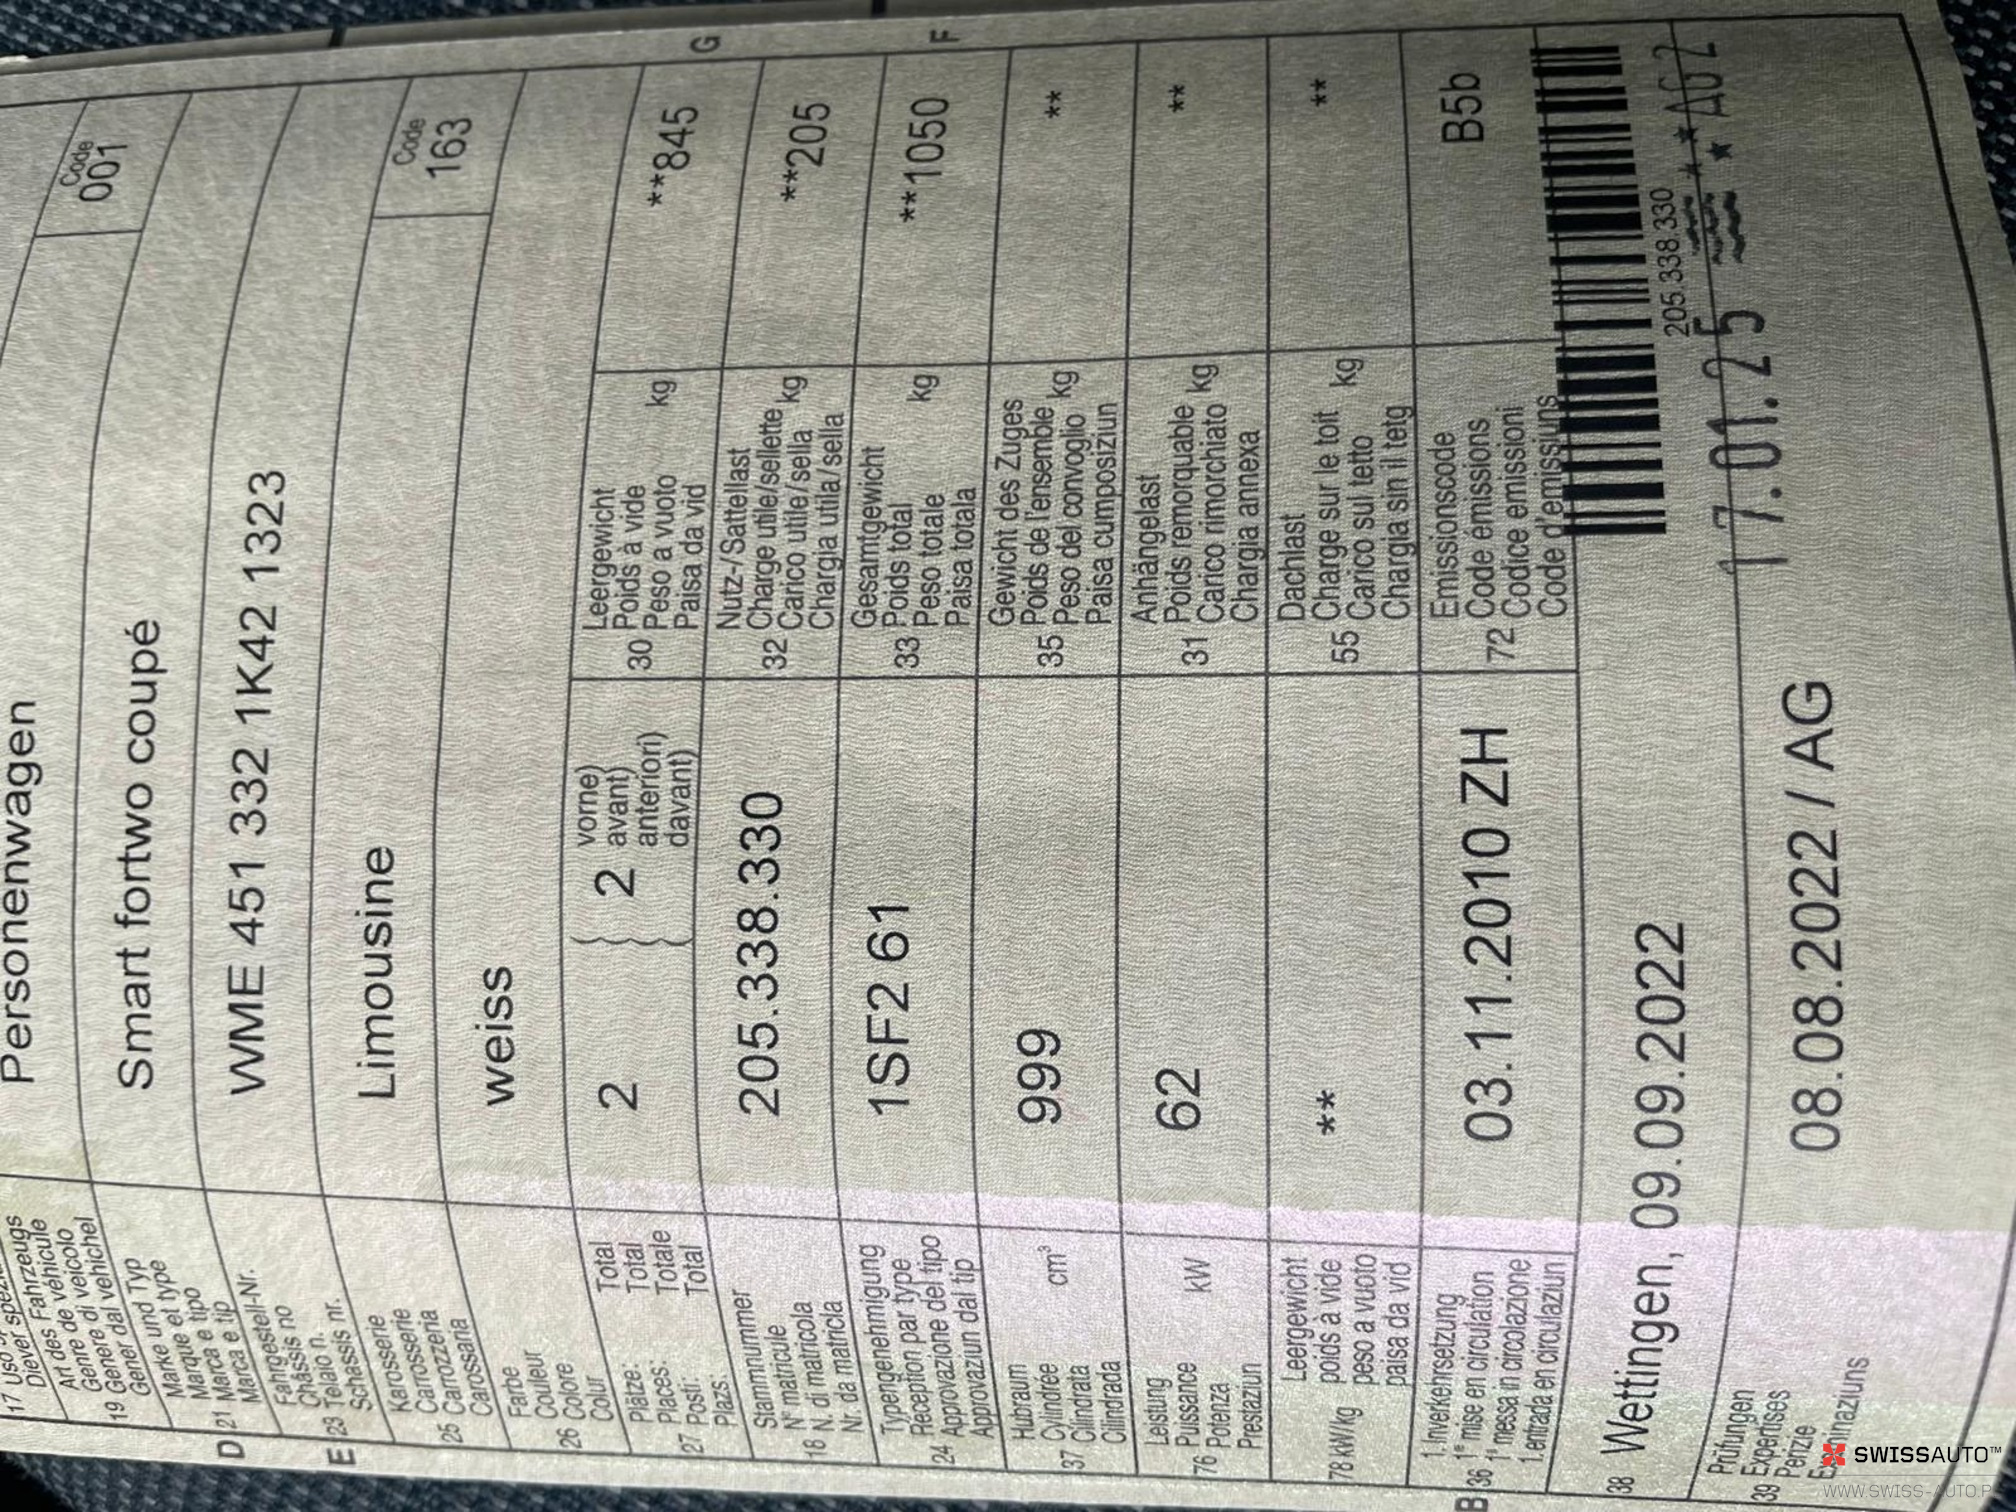 17 Uso
Diever
Art des Fahrzeugs
Genre de véhicule
Genere di veicolo
19 Gener dal vehichel
Personenwagen
Code
001
Marke und Typ
Marque et type
D 21 Marca e tipo
Marca e tip
Smart fortwo coupé
Fahrgestell-Nr.
Châssis no
E 23 Telaio n.
Schassis nr.
WME 451 332 1K42 1323
Karosserie
Carrosserie
25 Carrozzeria
Carossaria
Limousine
Code
163
Farbe
Couleur
26 Colore
Colur
weiss
Plätze: Total
Places: Total
27 Posti: Totale
Plazs: Total
2 { 2 vorne)
avant)
anteriori)
davant)
Leergewicht
Poids à vide
30 Peso a vuoto kg
Paisa da vid
**845
G
Stammnummer
N° matricule
18 N. di matricola
Nr. da matricla
205.338.330
Nutz-/Sattellast
Charge utile/sellette
32 Carico utile/sella kg
Chargia utila/sella
**205
Typengenehmigung
Réception par type
24 Approvazione del tipo
Approvaziun dal tip
1SF2 61
Gesamtgewicht
33 Poids total
Peso totale kg
Paisa totala
**1050
F
Hubraum
Cylindrée cm³
37 Cilindrata
Cilindrada
999
Gewicht des Zuges
Poids de l'ensemble
35 Peso del convoglio kg
Paisa cumposiziun
**
Leistung
Puissance kW
76 Potenza
Prestaziun
62
Anhängelast
Poids remorquable
31 Carico rimorchiato kg
Chargia annexa
**
Leergewicht
poids à vide
78 kW/kg peso a vuoto
paisa da vid
**
Dachlast
Charge sur le toit
55 Carico sul tetto kg
Chargia sin il tetg
**
1. Inverkehrsetzung
1re mise en circulation
B 36 1a messa in circolazione
1. entrada en circulaziun
03.11.2010 ZH
Emissionscode
Code émissions
72 Codice emissioni
Code d'emissiuns
B5b
38 Wettingen, 09.09.2022
205.338.330
Prüfungen
39 Expertises
Perizie
08.08.2022 / AG
17.01.25 ** AG 2
SWISSAUTO™
WWW.SWISS-AUTO.P